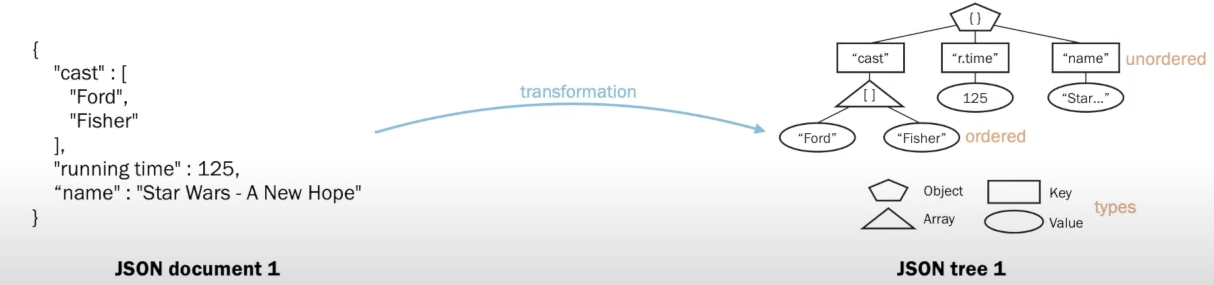 {
"cast" : [
"Ford",
"Fisher"
],
"running time" : 125,
“name" : "Star Wars - A New Hope"
}
JSON document 1
transformation
{ }
“cast” “r.time” “name” unordered
[ ] 125 “Star...”
“Ford” “Fisher” ordered
Object Key
Array Value types
JSON tree 1